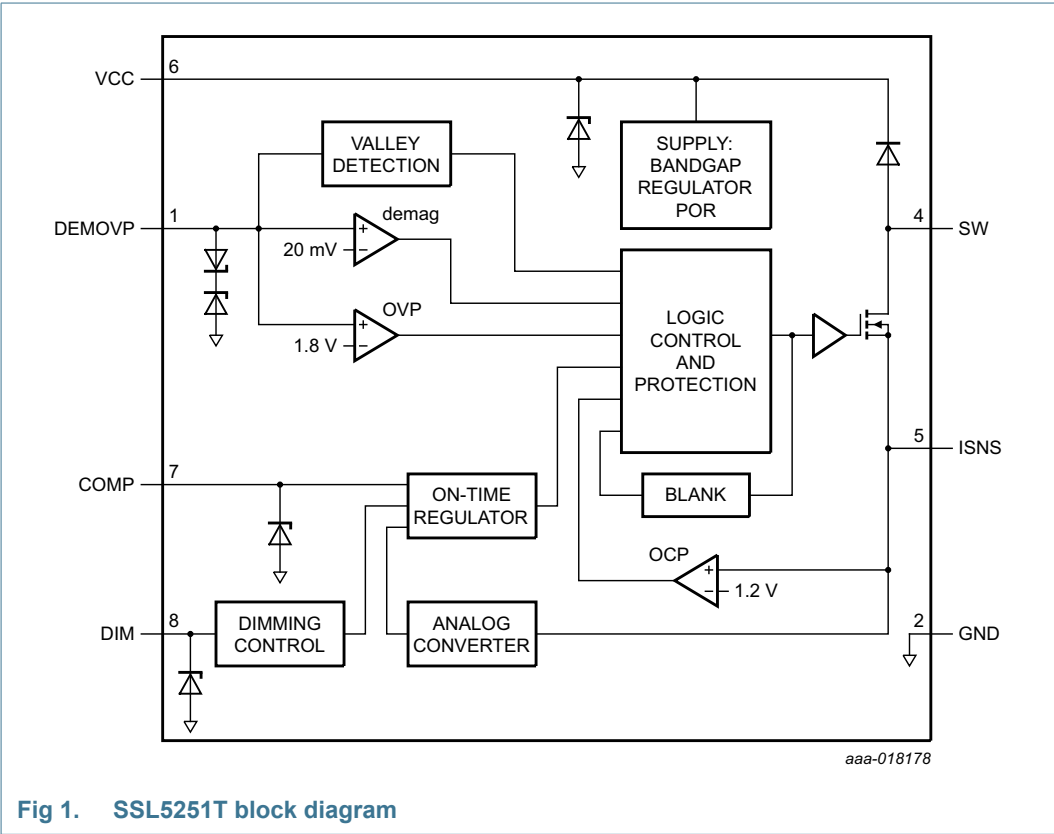 VCC
6
VALLEY
DETECTION
SUPPLY:
BANDGAP
REGULATOR
POR
DEMOVP
1
demag
+
20 mV
−
4
SW
OVP
+
1.8 V
−
LOGIC
CONTROL
AND
PROTECTION
5
ISNS
COMP
7
ON-TIME
REGULATOR
BLANK
OCP
+
−
1.2 V
DIM
8
DIMMING
CONTROL
ANALOG
CONVERTER
2
GND
aaa-018178
Fig 1. SSL5251T block diagram